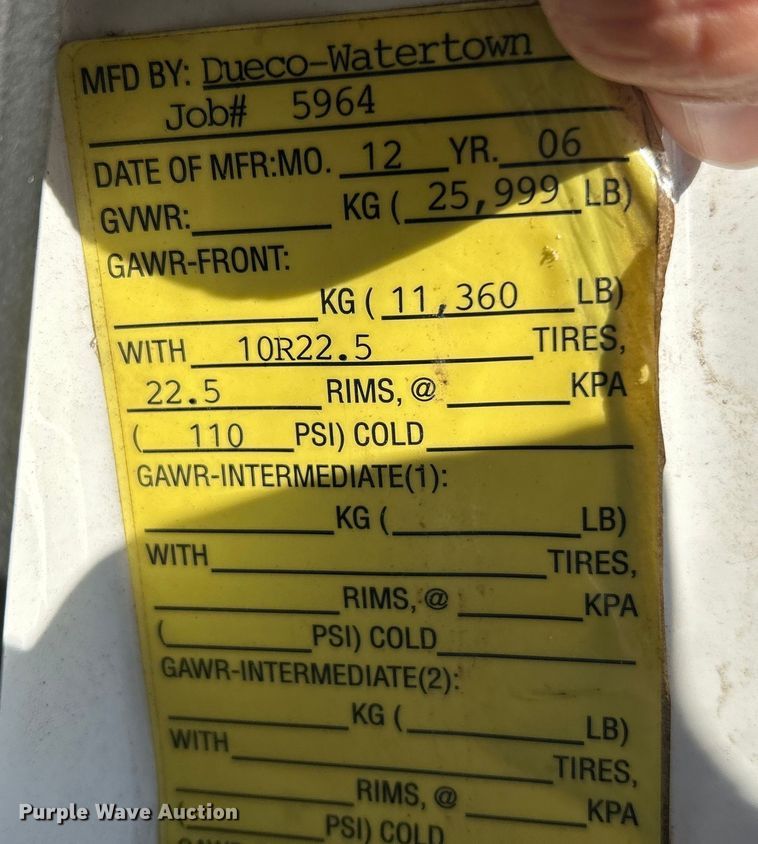 MFD BY: Dueco-Watertown
Job# 5964
DATE OF MFR:MO. 12 YR. 06
GVWR: KG ( 25,999 LB)
GAWR-FRONT:
KG ( 11,360 LB)
WITH 10R22.5 TIRES,
22.5 RIMS, @ KPA
( 110 PSI) COLD
GAWR-INTERMEDIATE(1):
KG ( LB)
WITH TIRES,
RIMS, @ KPA
( PSI) COLD
GAWR-INTERMEDIATE(2):
KG ( LB)
WITH TIRES,
RIMS, @ KPA
( PSI) COLD
Purple Wave Auction